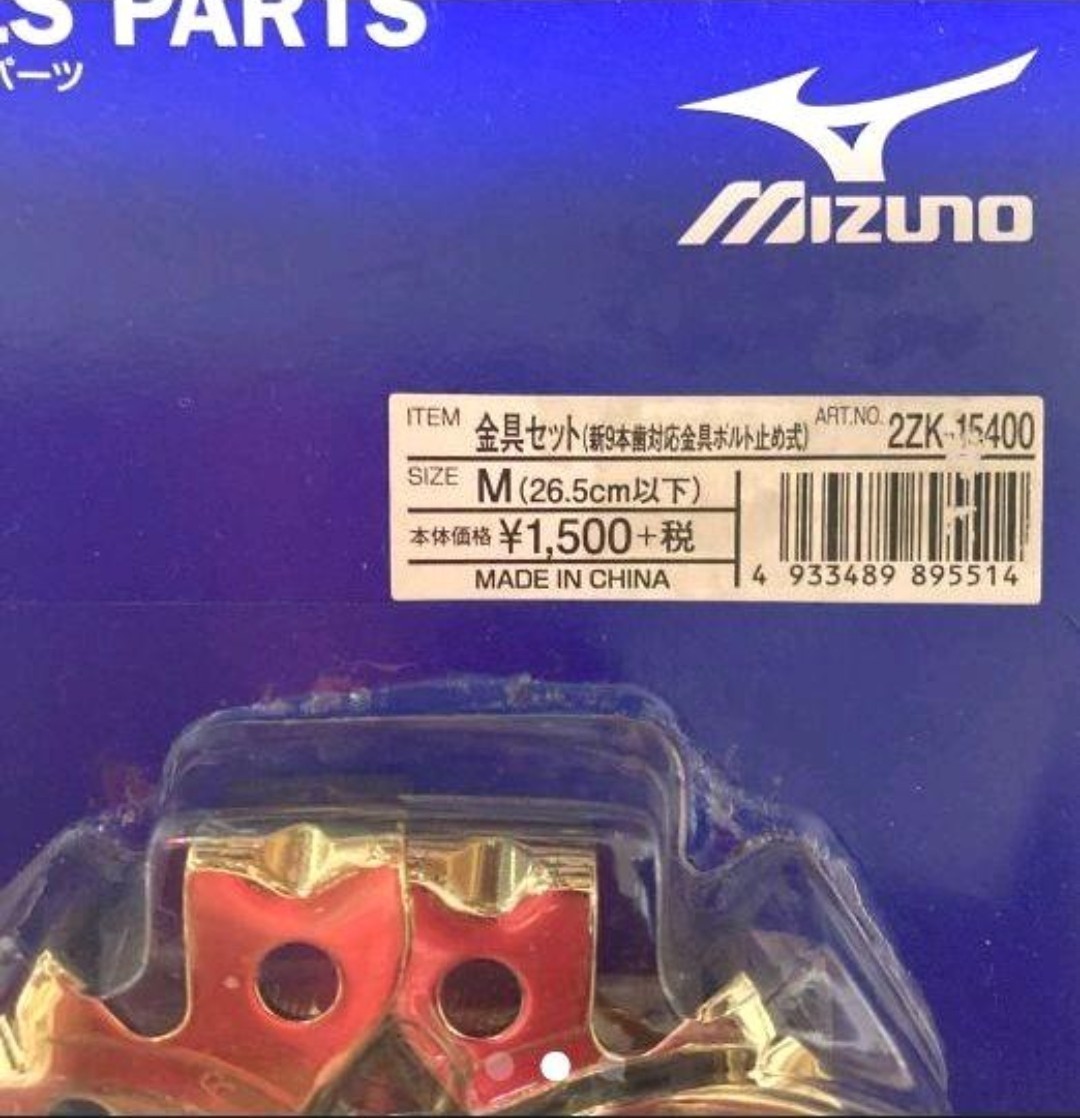 LS PARTS
パーツ
MIZUNO
ITEM 金具セット(新9本歯対応金具ボルト止め式) ART.NO. 2ZK-15400
SIZE M(26.5cm以下)
本体価格 ¥1,500+税
MADE IN CHINA
4 933489 895514